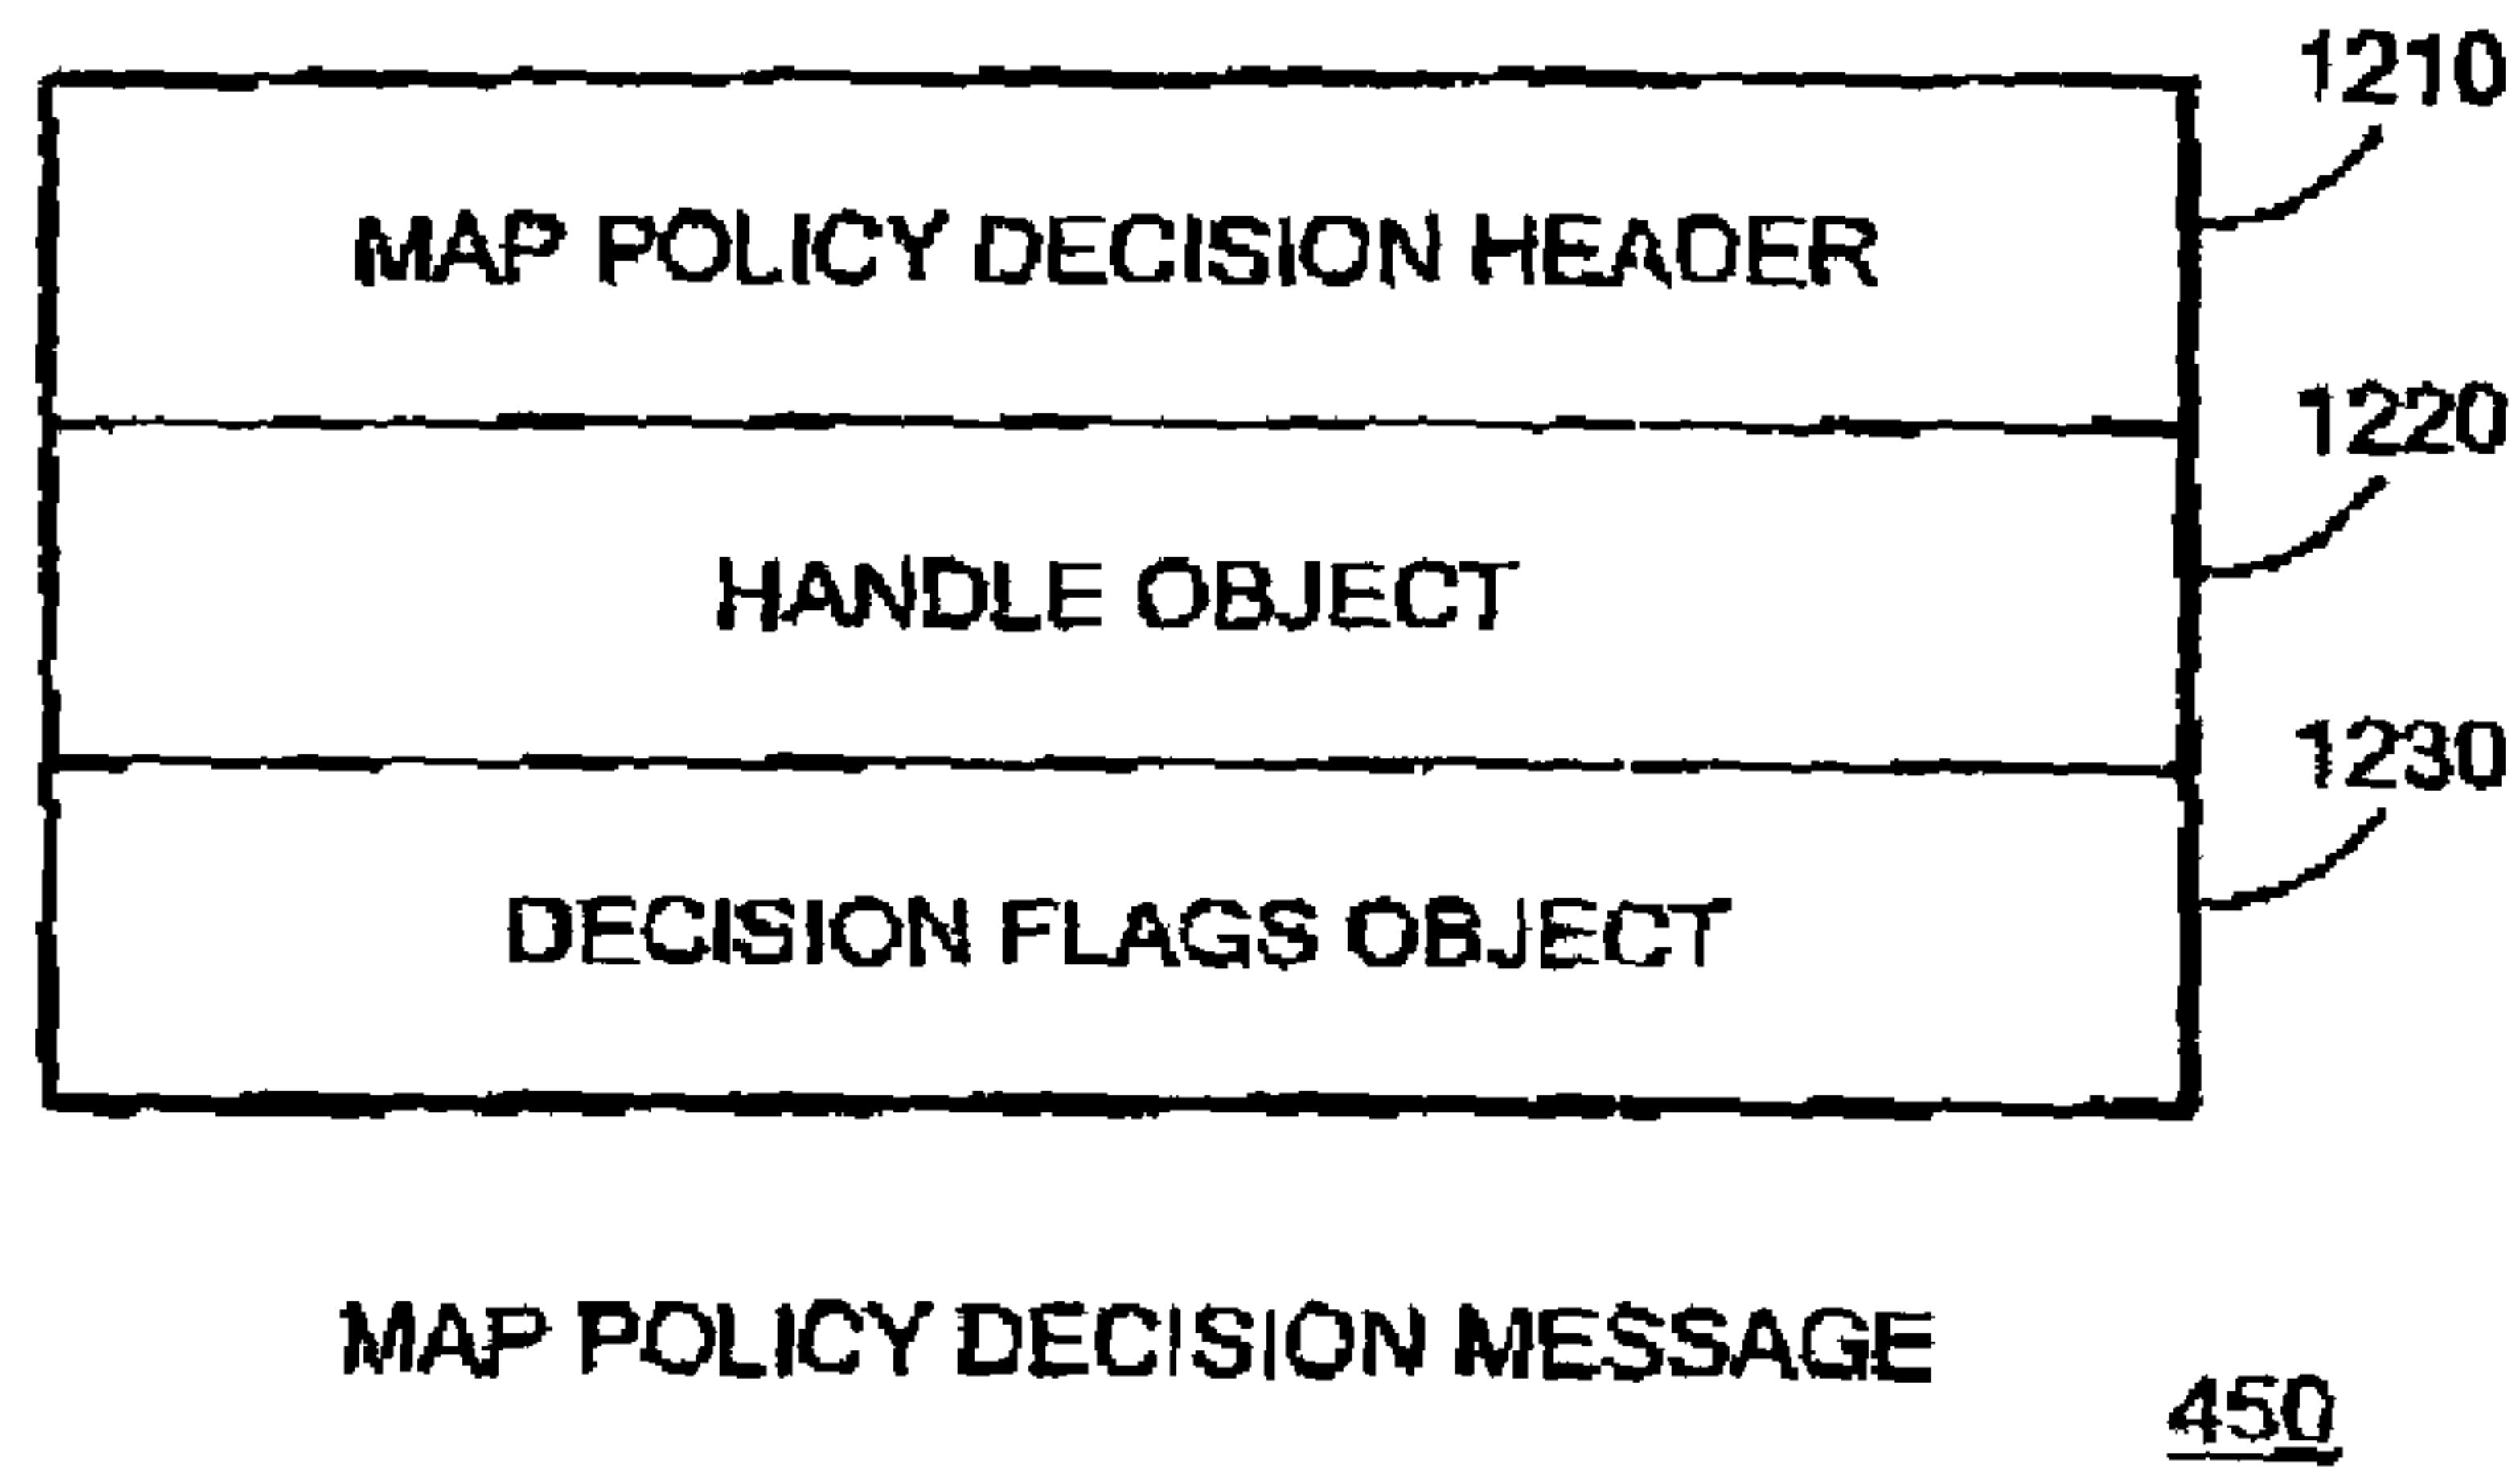 1210
MAP POLICY DECISION HEADER
1220
HANDLE OBJECT
1230
DECISION FLAGS OBJECT
MAP POLICY DECISION MESSAGE
450